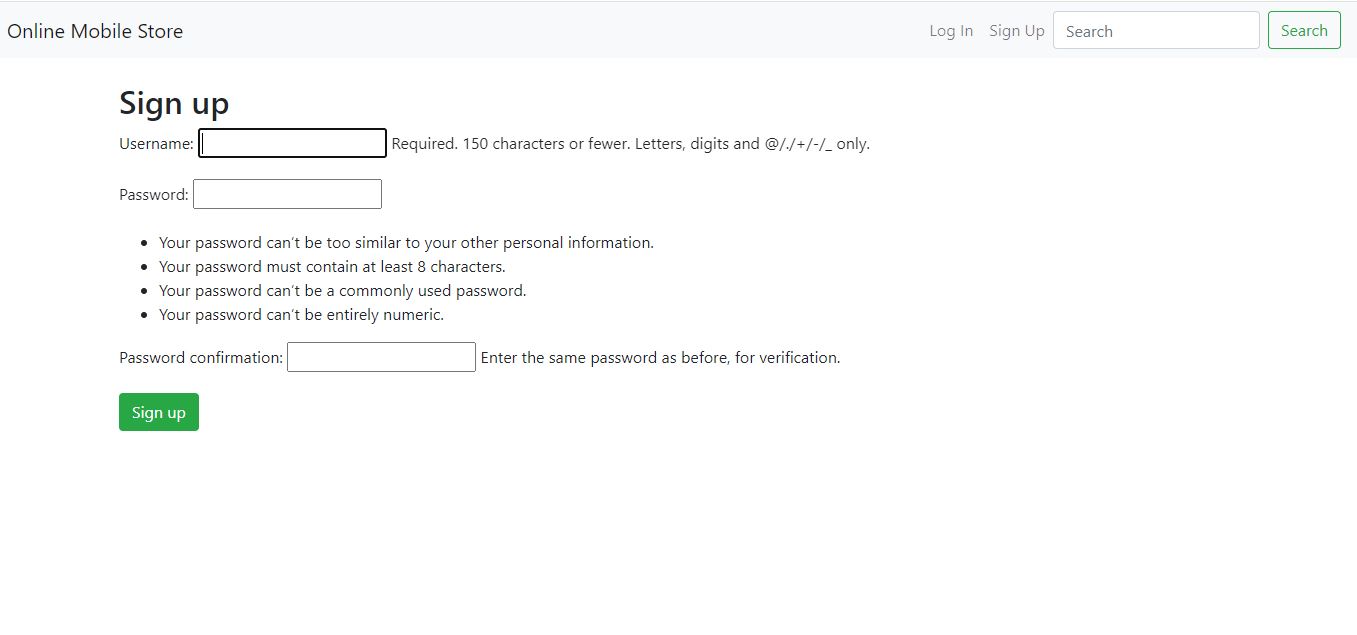 Online Mobile Store
Log In Sign Up Search Search
Sign up
Username: Required. 150 characters or fewer. Letters, digits and @/./+/-/_ only.
Password:
Your password can't be too similar to your other personal information.
Your password must contain at least 8 characters.
Your password can't be a commonly used password.
Your password can't be entirely numeric.
Password confirmation: Enter the same password as before, for verification.
Sign up